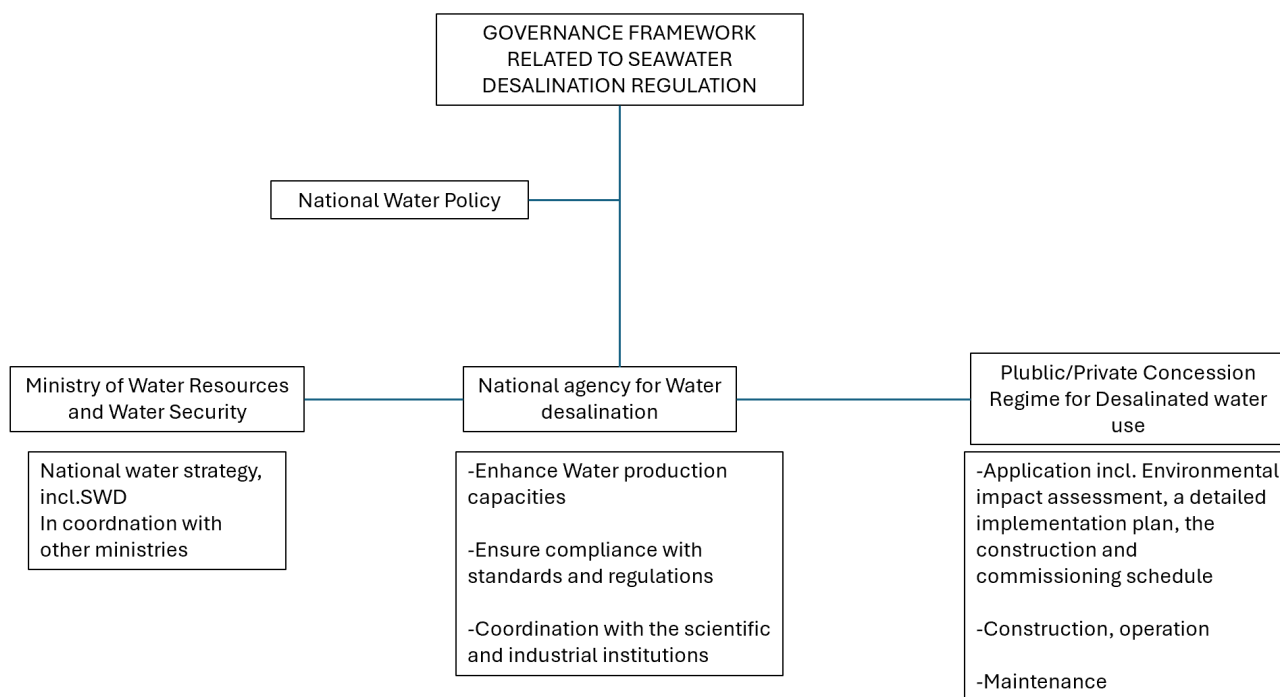 GOVERNANCE FRAMEWORK
RELATED TO SEAWATER
DESALINATION REGULATION
National Water Policy
Ministry of Water Resources
and Water Security
National agency for Water
desalination
Plublic/Private Concession
Regime for Desalinated water
use
National water strategy,
incl.SWD
In coordnation with
other ministries
-Enhance Water production
capacities
-Ensure compliance with
standards and regulations
-Coordination with the scientific
and industrial institutions
-Application incl. Environmental
impact assessment, a detailed
implementation plan, the
construction and
commissioning schedule
-Construction, operation
-Maintenance